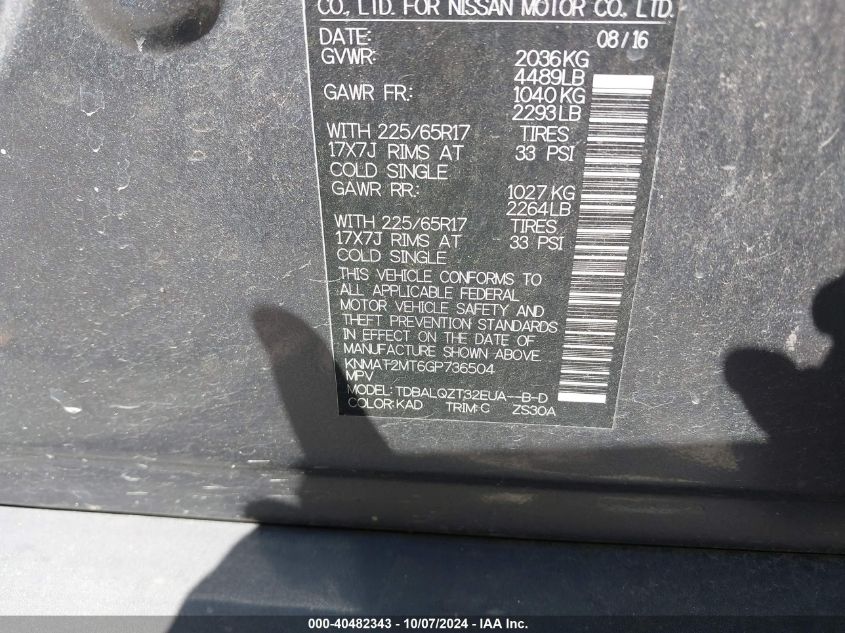 CO., LTD. FOR NISSAN MOTOR CO., LTD.
DATE: 08/16
GVWR: 2036KG
4489LB
GAWR FR: 1040KG
2293LB
WITH 225/65R17 TIRES
17X7J RIMS AT 33 PSI
COLD SINGLE
GAWR RR: 1027KG
2264LB
WITH 225/65R17 TIRES
17X7J RIMS AT 33 PSI
COLD SINGLE
THIS VEHICLE CONFORMS TO
ALL APPLICABLE FEDERAL
MOTOR VEHICLE SAFETY AND
THEFT PREVENTION STANDARDS
IN EFFECT ON THE DATE OF
MANUFACTURE SHOWN ABOVE.
KNMAT2MT6GP736504
MPV
MODEL: TDBALQZT32EUA--B-D
COLOR: KAD TRIM: C ZS30A
000-40482343 - 10/07/2024 - IAA Inc.